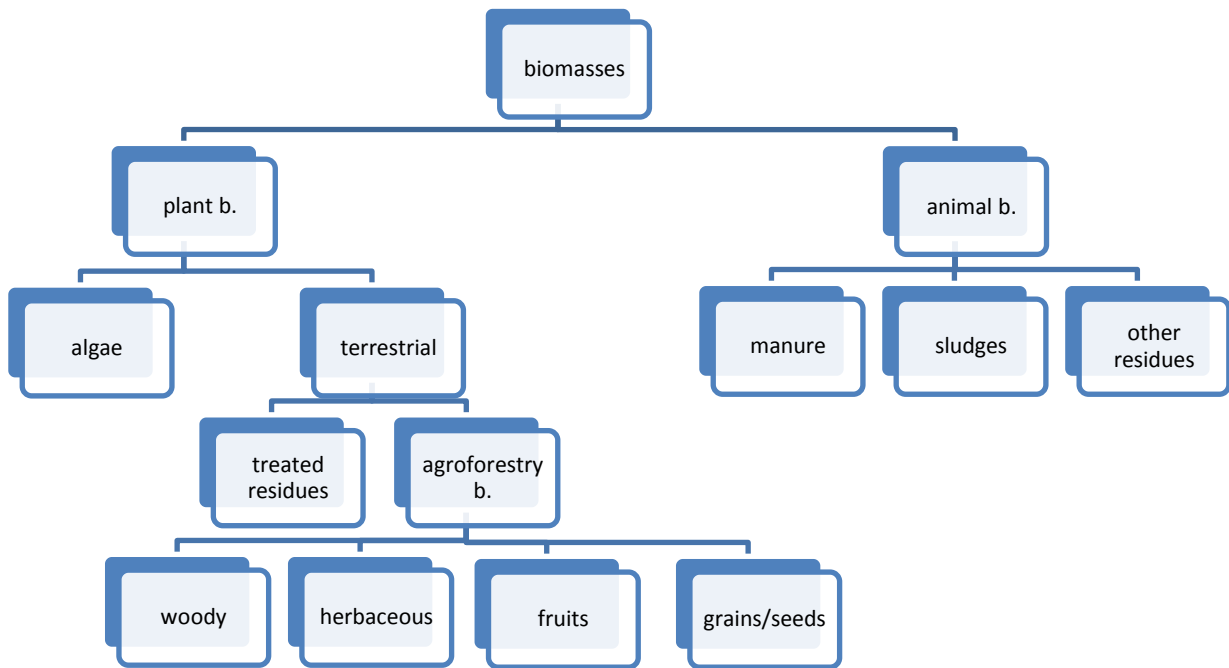 biomasses
plant b.
animal b.
algae
terrestrial
manure
sludges
other
residues
treated
residues
agroforestry
b.
woody
herbaceous
fruits
grains/seeds